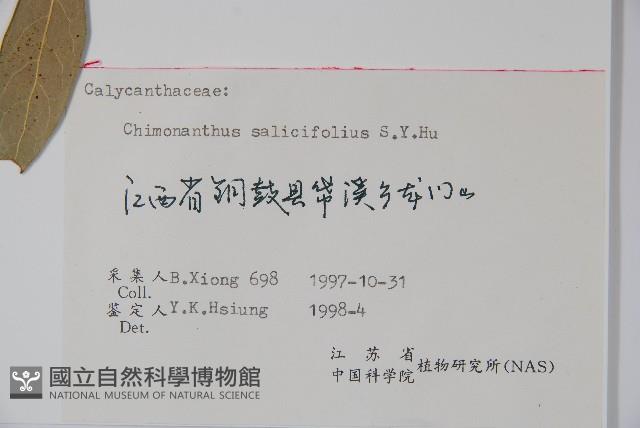 Calycanthaceae:
Chimonanthus salicifolius S.Y.Hu
江西省铜鼓县带溪乡龙门山
采集人 B.Xiong 698 1997-10-31
Coll.
鉴定人 Y.K.Hsiung 1998-4
Det.
江苏省
中国科学院 植物研究所(NAS)
國立自然科學博物館
NATIONAL MUSEUM OF NATURAL SCIENCE